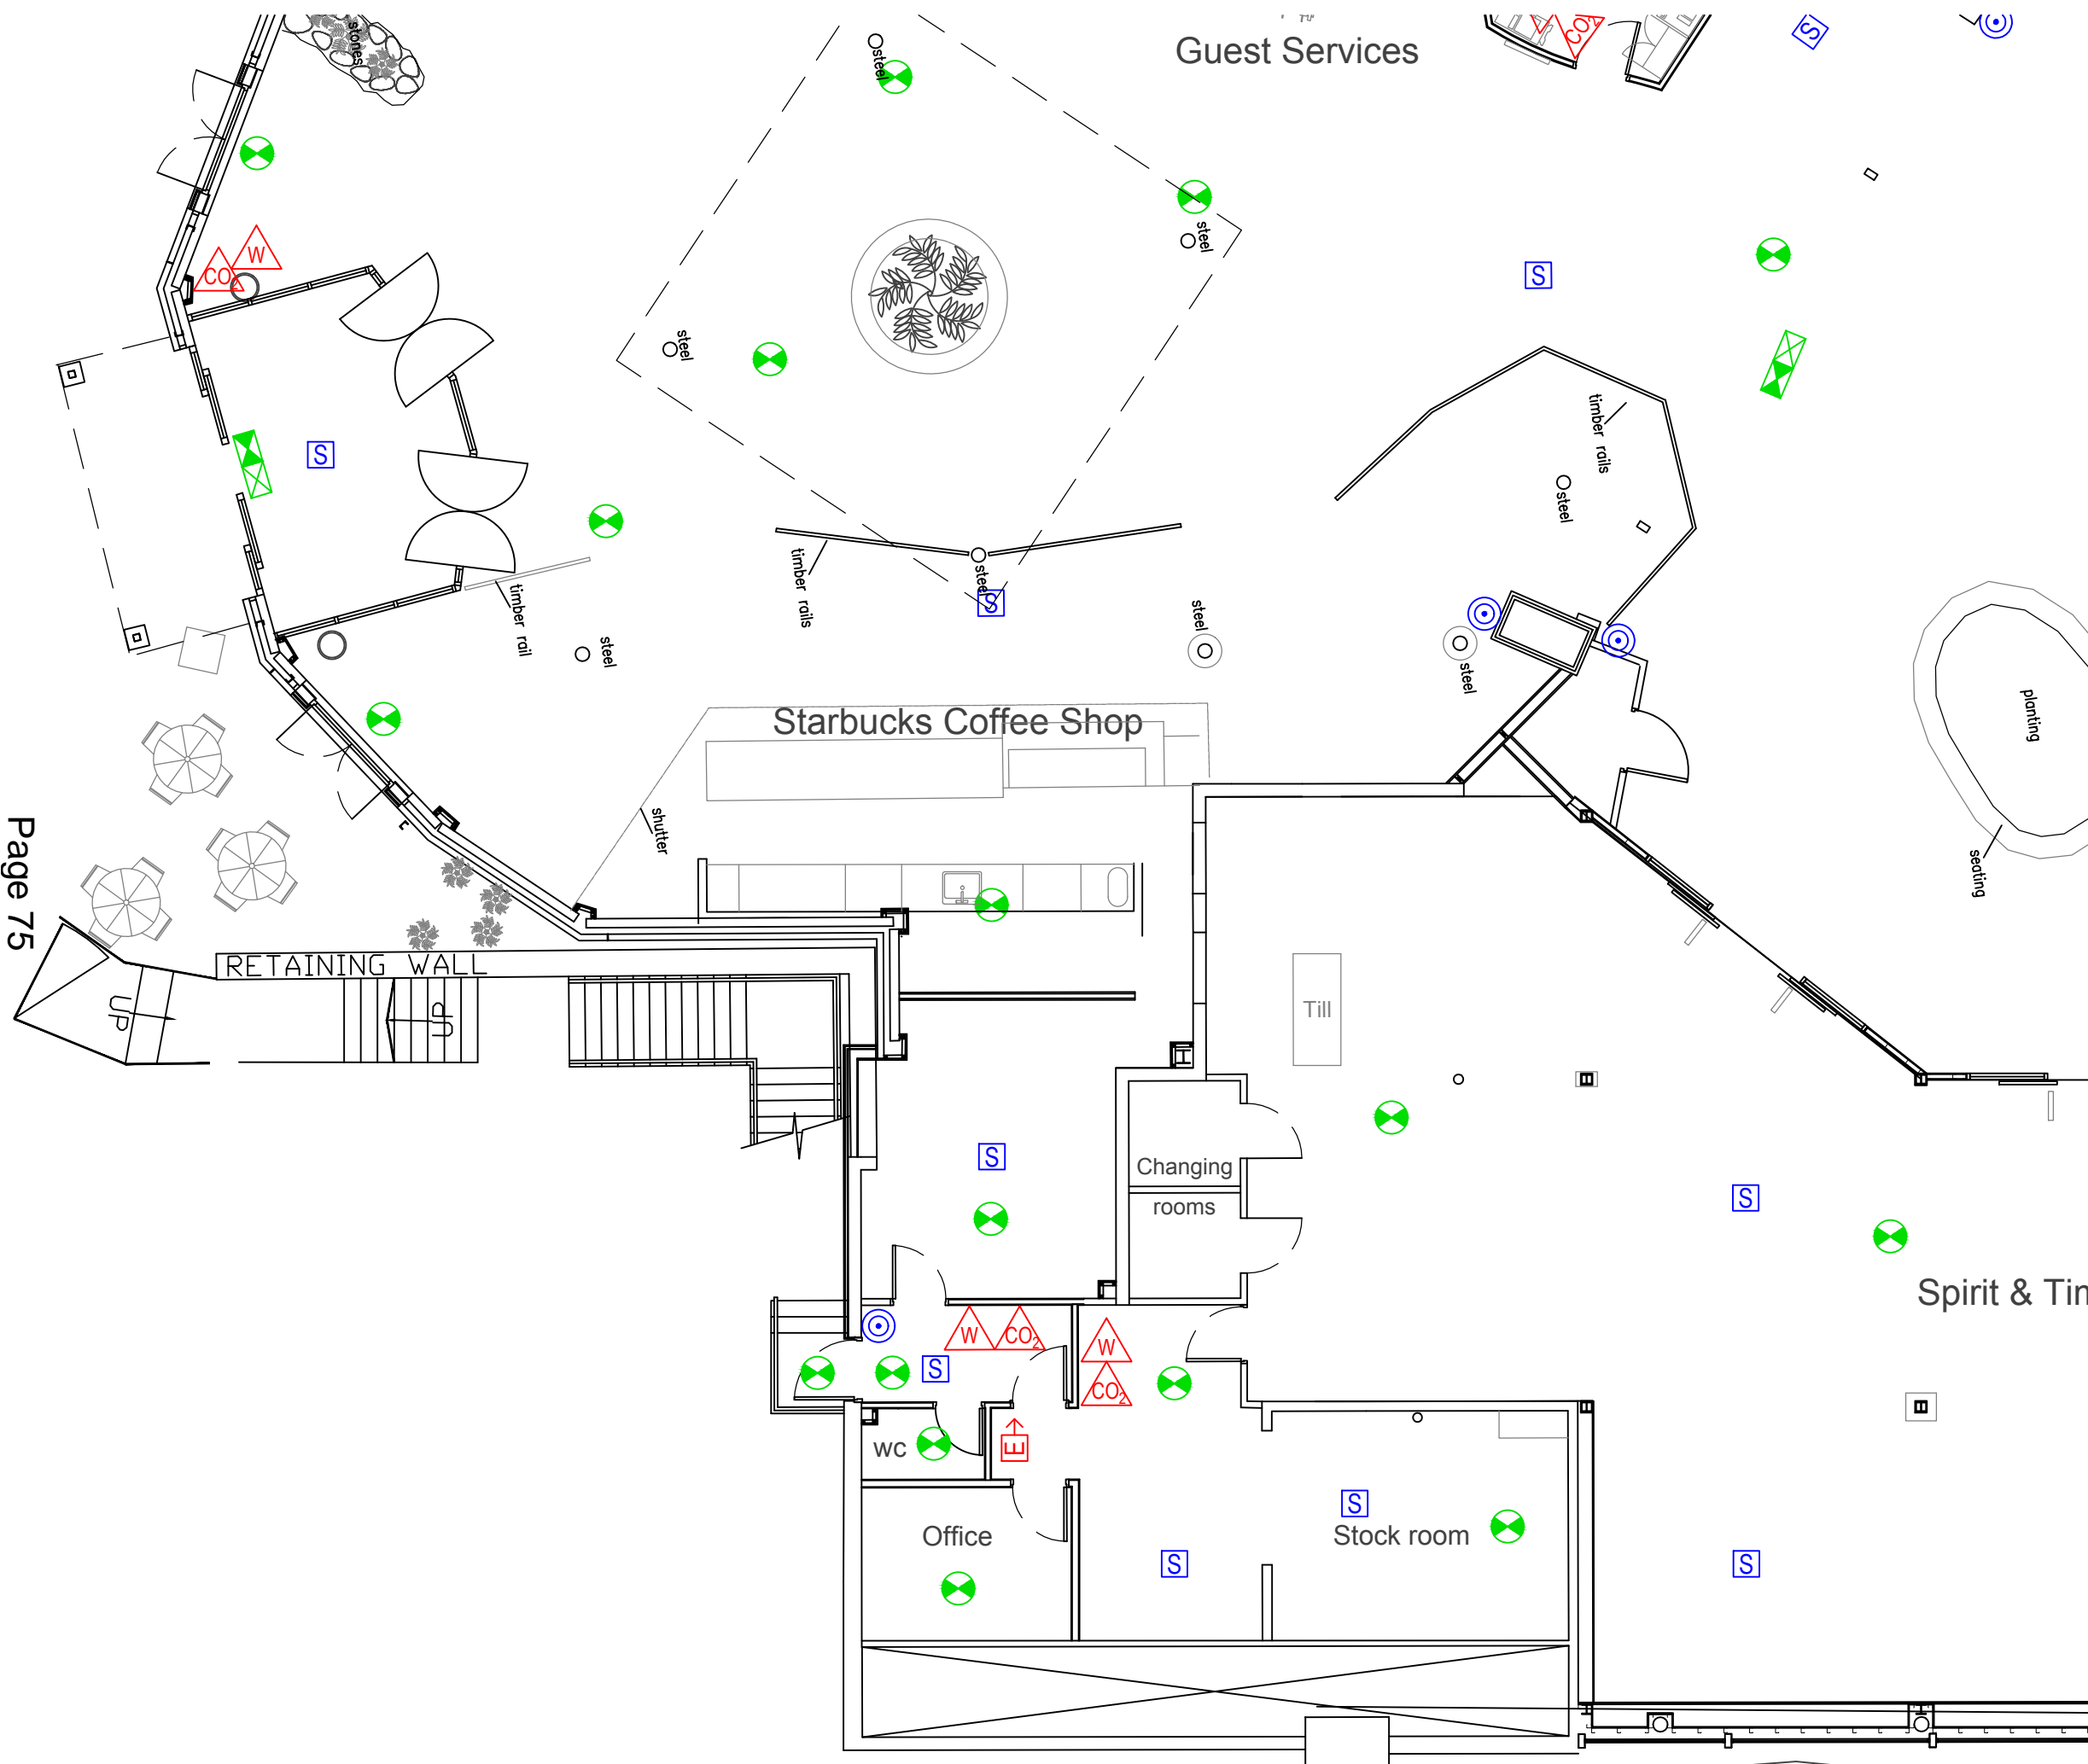 stones
steel
Guest Services
CO2
S
W
CO2
steel
S
steel
timber rails
S
steel
timber rails
steel
S
timber rail
steel
steel
steel
planting
Starbucks Coffee Shop
shutter
seating
Page 75
RETAINING WALL
UP
UP
Till
S
Changing
rooms
S
Spirit & Tim
W
CO2
S
W
CO2
wc
E
Office
S
Stock room
S
S